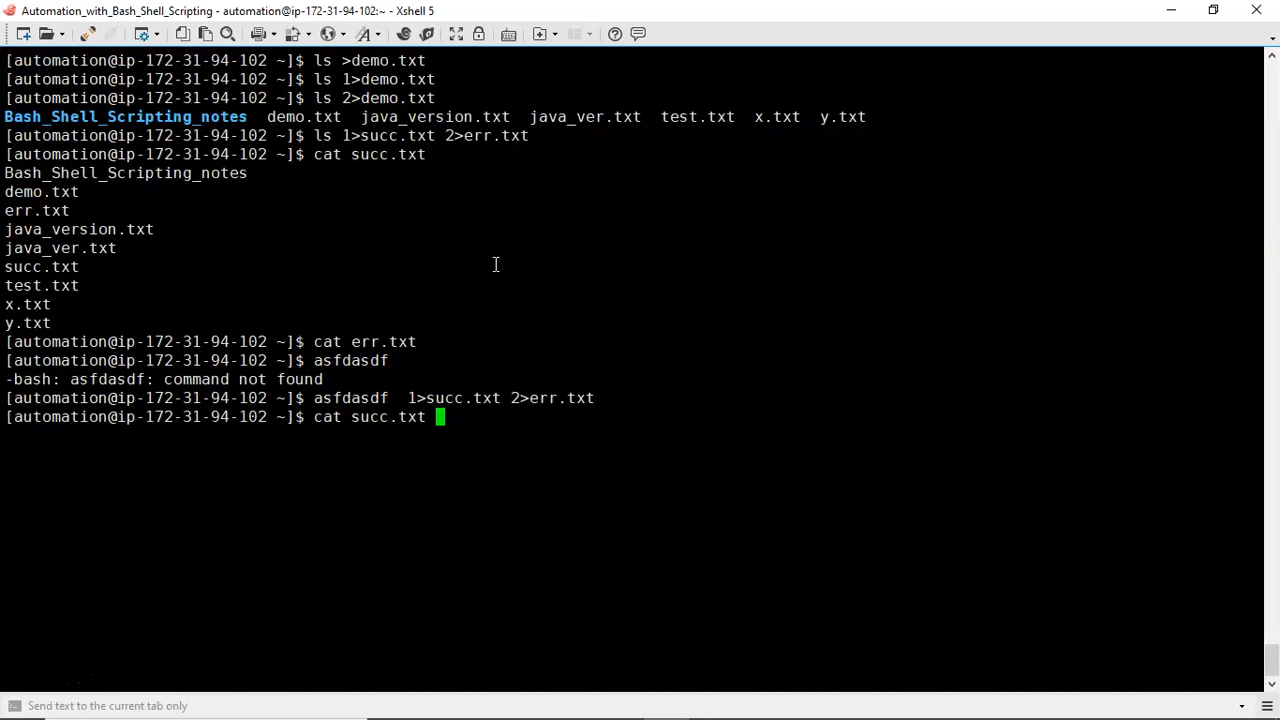 Automation_with_Bash_Shell_Scripting - automation@ip-172-31-94-102:~ - Xshell 5
[automation@ip-172-31-94-102 ~]$ ls >demo.txt
[automation@ip-172-31-94-102 ~]$ ls 1>demo.txt
[automation@ip-172-31-94-102 ~]$ ls 2>demo.txt
Bash_Shell_Scripting_notes  demo.txt  java_version.txt  java_ver.txt  test.txt  x.txt  y.txt
[automation@ip-172-31-94-102 ~]$ ls 1>succ.txt 2>err.txt
[automation@ip-172-31-94-102 ~]$ cat succ.txt
Bash_Shell_Scripting_notes
demo.txt
err.txt
java_version.txt
java_ver.txt
succ.txt
test.txt
x.txt
y.txt
[automation@ip-172-31-94-102 ~]$ cat err.txt
[automation@ip-172-31-94-102 ~]$ asfdasdf
-bash: asfdasdf: command not found
[automation@ip-172-31-94-102 ~]$ asfdasdf  1>succ.txt 2>err.txt
[automation@ip-172-31-94-102 ~]$ cat succ.txt
Send text to the current tab only